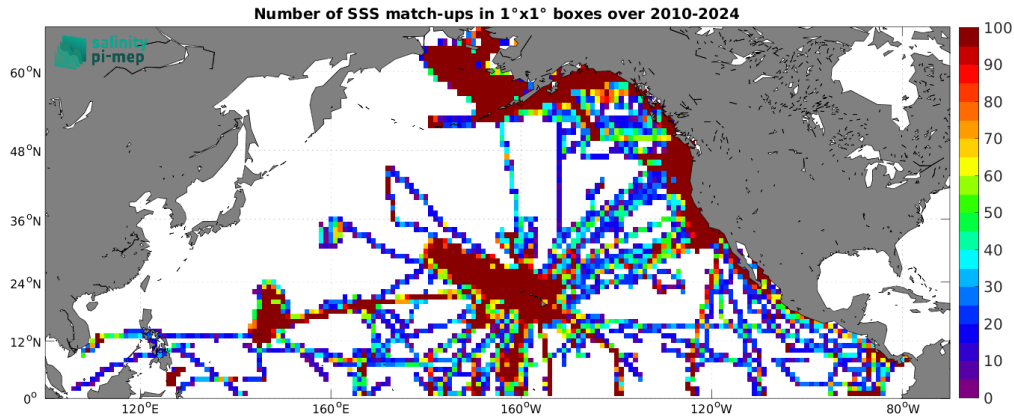 Number of SSS match-ups in 1°x1° boxes over 2010-2024
salinity
pi-mep
60°N
48°N
36°N
24°N
12°N
0°
120°E
160°E
160°W
120°W
80°W
100
90
80
70
60
50
40
30
20
10
0